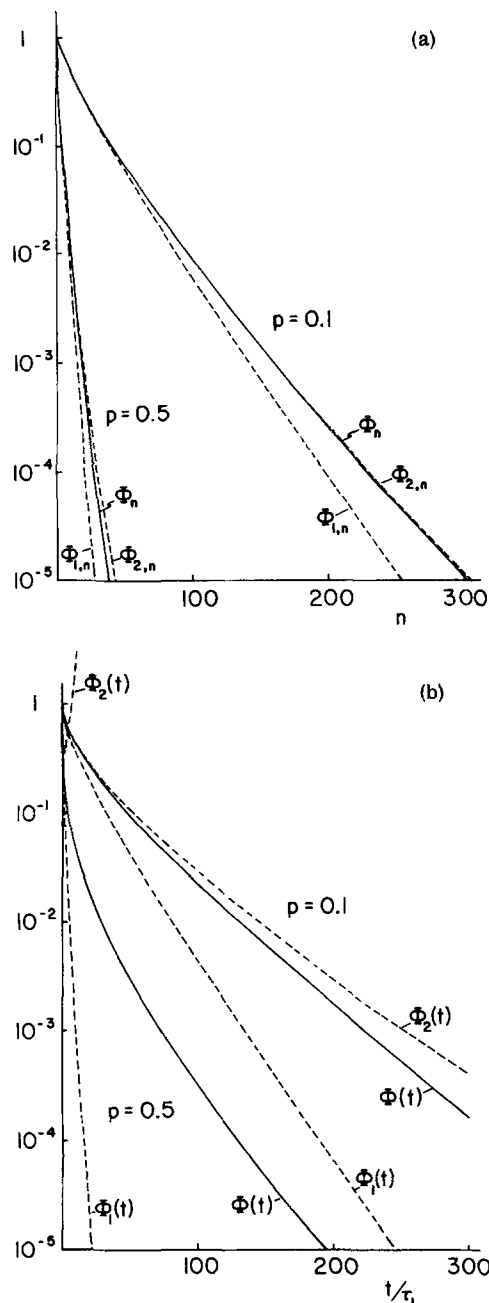 (a)
1
10⁻¹
10⁻²
10⁻³
10⁻⁴
10⁻⁵
p = 0.1
p = 0.5
Φₙ
Φ₂,ₙ
Φ₁,ₙ
Φₙ
Φ₁,ₙ
Φ₂,ₙ
100
200
300
n
(b)
Φ₂(t)
1
10⁻¹
10⁻²
10⁻³
10⁻⁴
10⁻⁵
p = 0.1
Φ₂(t)
Φ(t)
p = 0.5
Φ₁(t)
Φ₁(t)
Φ(t)
100
200
300
t/τ₁